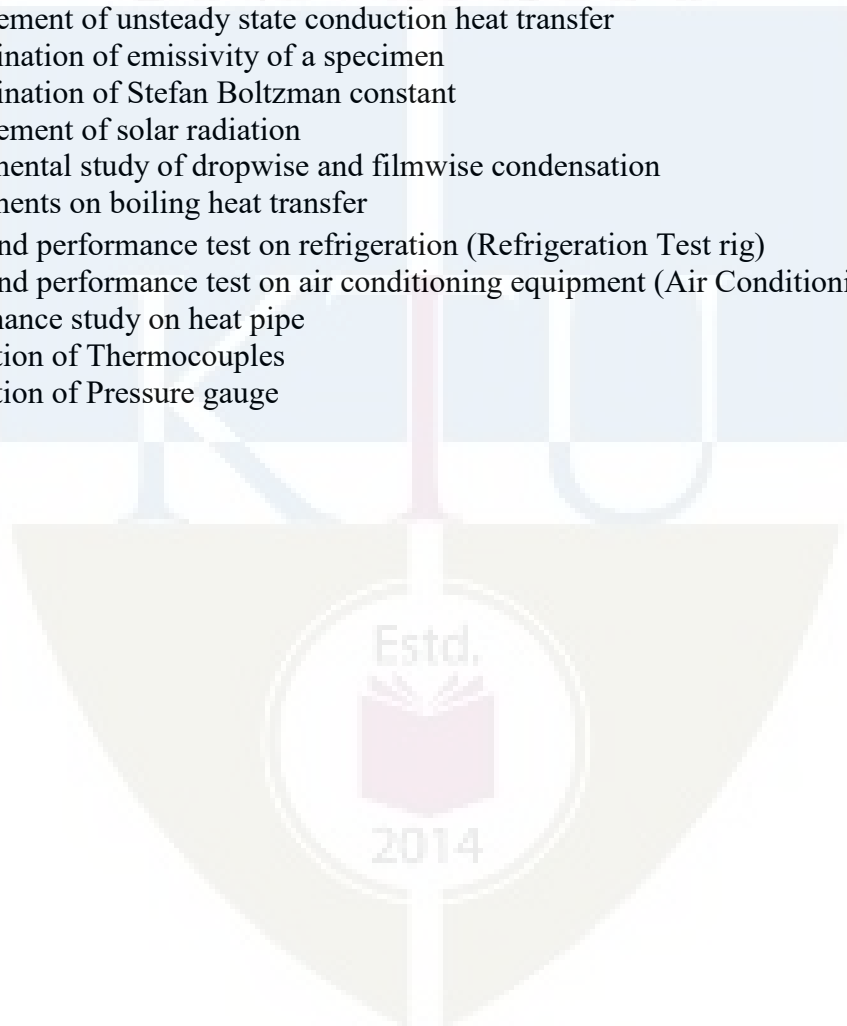 ement of unsteady state conduction heat transfer
ination of emissivity of a specimen
ination of Stefan Boltzman constant
ement of solar radiation
nental study of dropwise and filmwise condensation
nents on boiling heat transfer
nd performance test on refrigeration (Refrigeration Test rig)
nd performance test on air conditioning equipment (Air Conditioni
nance study on heat pipe
tion of Thermocouples
tion of Pressure gauge
KTU
Estd.
2014